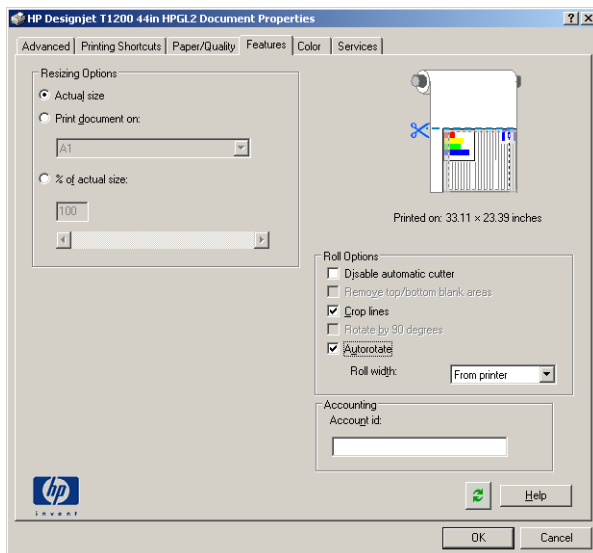 HP Designjet T1200 44in HPGL2 Document Properties
Advanced Printing Shortcuts Paper/Quality Features Color Services
Resizing Options
Actual size
Print document on:
A1
% of actual size:
100
Printed on: 33.11 × 23.39 inches
Roll Options
Disable automatic cutter
Remove top/bottom blank areas
Crop lines
Rotate by 90 degrees
Autorotate
Roll width: From printer
Accounting
Account id:
hp
invent
Help
OK Cancel